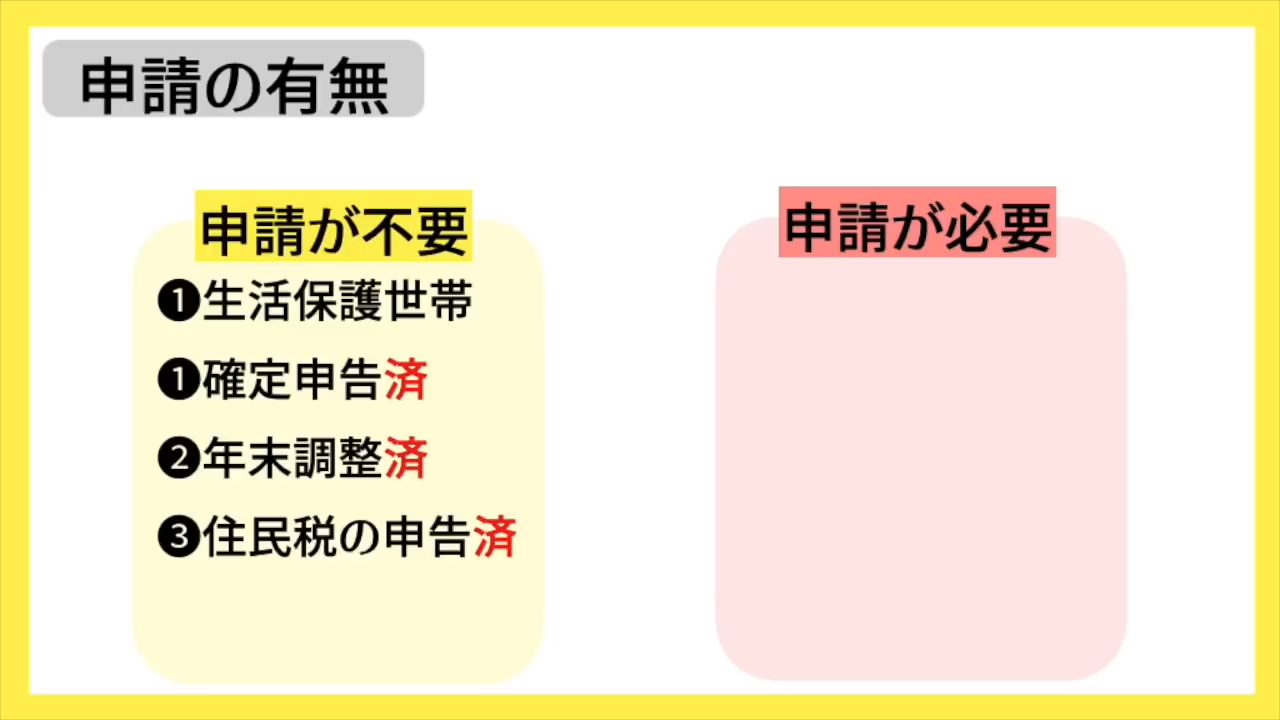 申請の有無
申請が不要
❶生活保護世帯
❶確定申告済
❷年末調整済
❸住民税の申告済
申請が必要